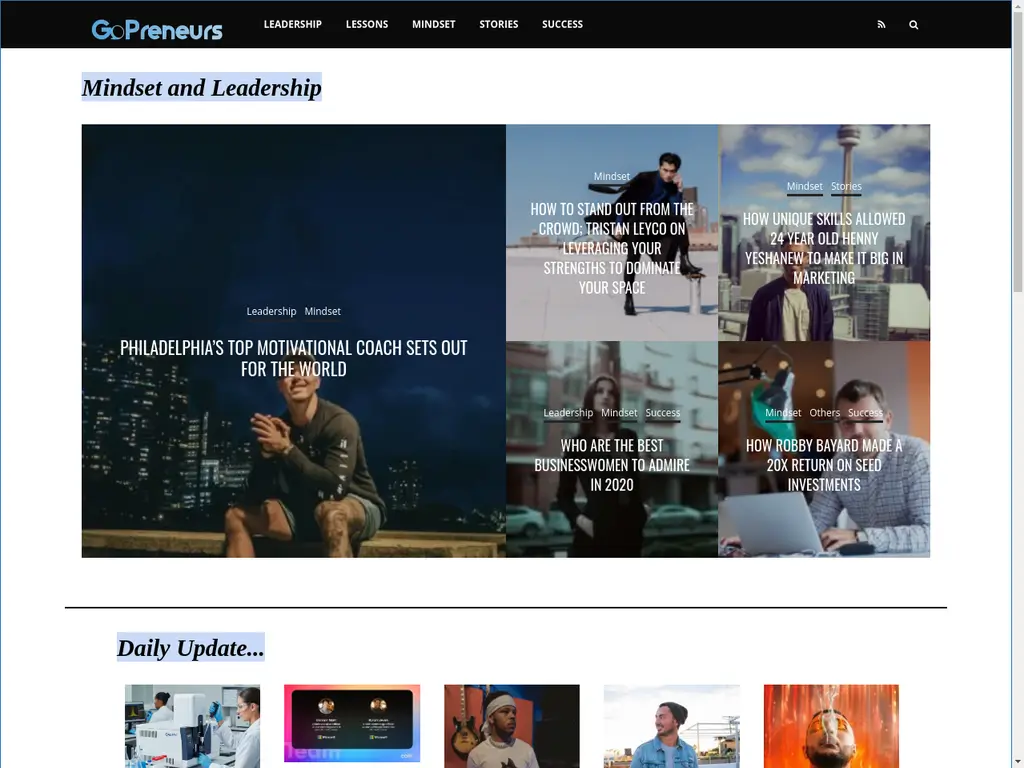 GoPreneurs
LEADERSHIP LESSONS MINDSET STORIES SUCCESS
Mindset and Leadership
Leadership Mindset
PHILADELPHIA'S TOP MOTIVATIONAL COACH SETS OUT
FOR THE WORLD
Mindset
HOW TO STAND OUT FROM THE
CROWD; TRISTAN LEYCO ON
LEVERAGING YOUR
STRENGTHS TO DOMINATE
YOUR SPACE
Mindset Stories
HOW UNIQUE SKILLS ALLOWED
24 YEAR OLD HENNY
YESHANEW TO MAKE IT BIG IN
MARKETING
Leadership Mindset Success
WHO ARE THE BEST
BUSINESSWOMEN TO ADMIRE
IN 2020
Mindset Others Success
HOW ROBBY BAYARD MADE A
20X RETURN ON SEED
INVESTMENTS
Daily Update...
Microsoft Microsoft
Team